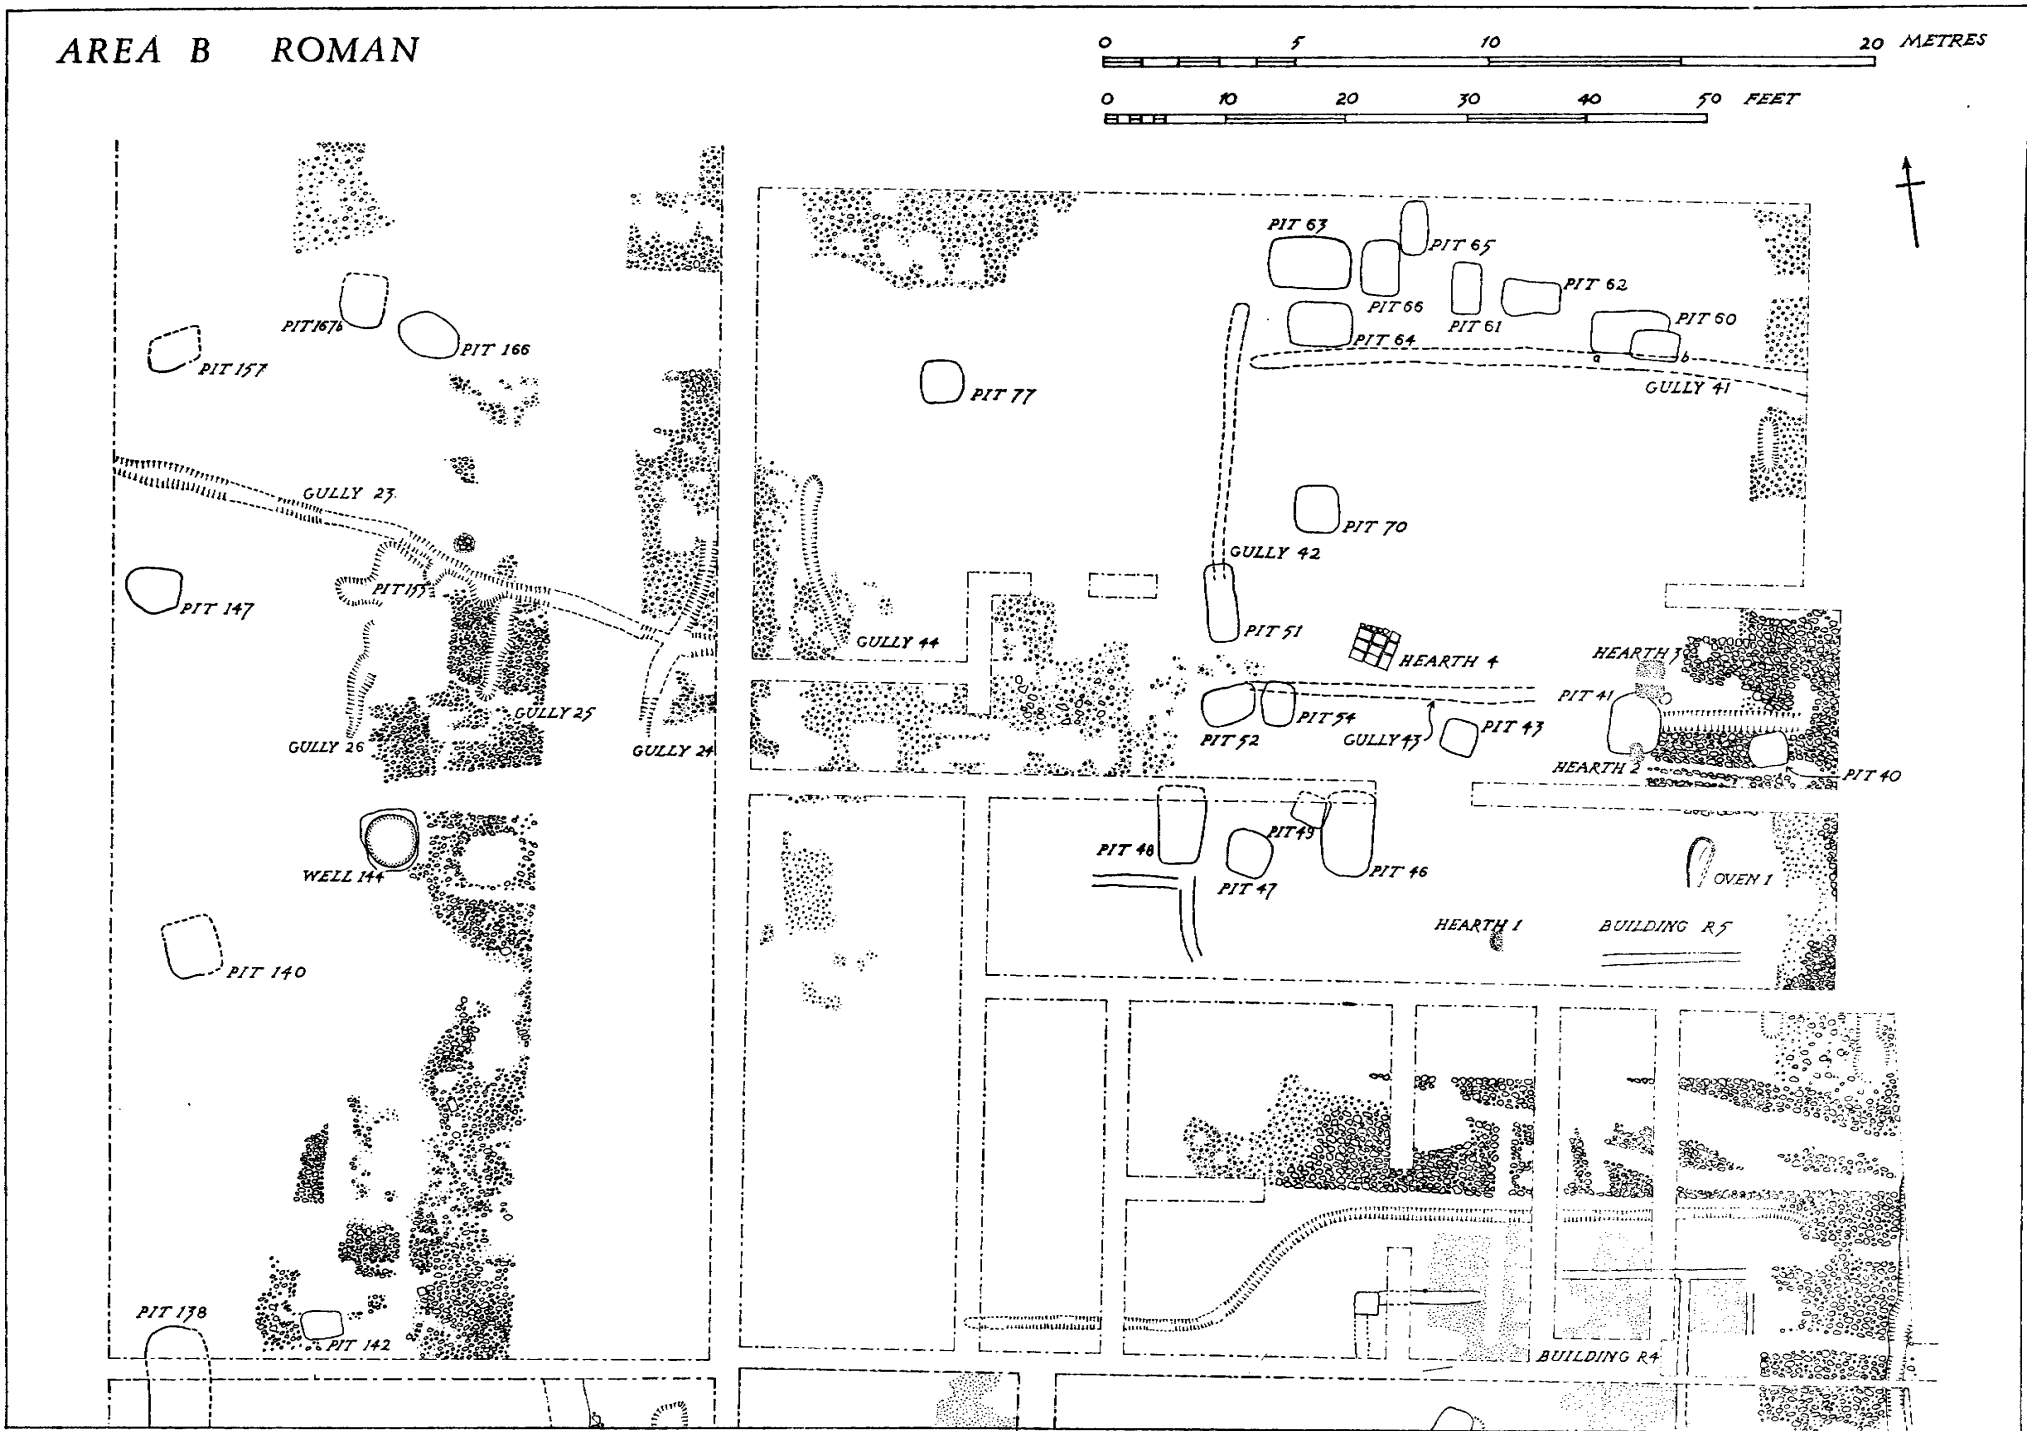 AREA B ROMAN
0 5 10 20 METRES
0 10 20 30 40 50 FEET
PIT 63
PIT 65
PIT 66
PIT 61
PIT 62
PIT 60
PIT 64
a b
GULLY 41
PIT 167b
PIT 166
PIT 157
PIT 77
GULLY 23
PIT 70
GULLY 42
PIT 155
PIT 147
PIT 51
GULLY 44
HEARTH 4
HEARTH 3
PIT 41
GULLY 25
GULLY 26
GULLY 24
PIT 52
PIT 54
GULLY 43
PIT 43
HEARTH 2
PIT 40
PIT 49
PIT 48
PIT 47
PIT 46
WELL 144
OVEN 1
HEARTH 1
BUILDING R5
PIT 140
PIT 138
PIT 142
BUILDING R4